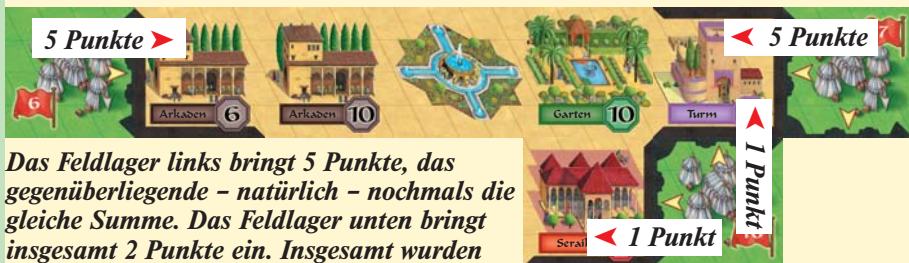 5 Punkte
5 Punkte
7
6
Arkaden 6
Arkaden 10
Garten 10
Turm
1 Punkt
Das Feldlager links bringt 5 Punkte, das
gegenüberliegende – natürlich – nochmals die
gleiche Summe. Das Feldlager unten bringt
insgesamt 2 Punkte ein. Insgesamt wurden
Serail
1 Punkt